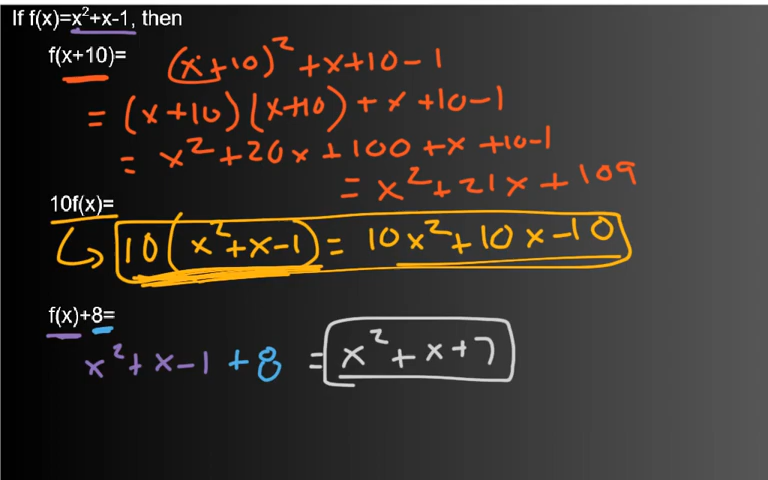 If f(x)=x²+x-1, then
f(x+10)= (x+10)² + x+10-1
= (x+10)(x+10) + x +10-1
= x²+20x+100+x+10-1
= x²+21x+109
10f(x)=
↳ 10(x²+x-1) = 10x²+10x-10
f(x)+8=
x²+x-1+8 = x²+x+7